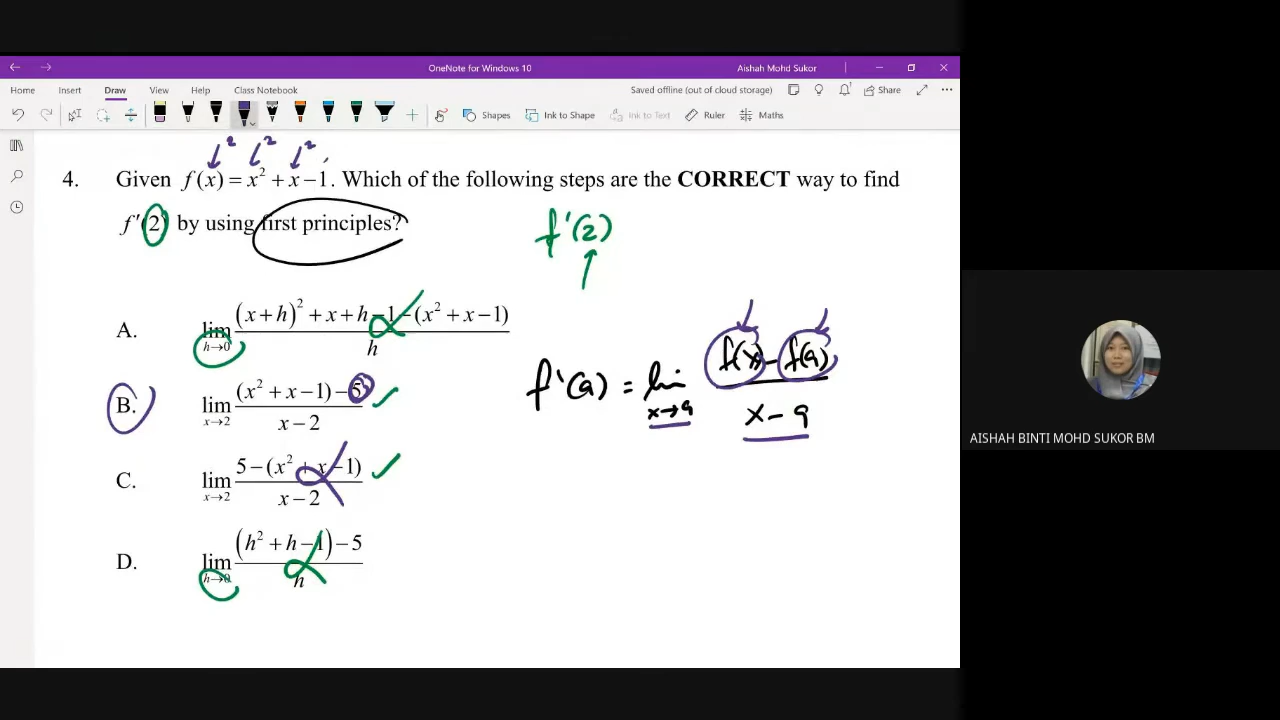 OneNote for Windows 10
Aishah Mohd Sukor
Home Insert Draw View Help Class Notebook
Saved offline (out of cloud storage)
Share
Shapes Ink to Shape Ink to Text Ruler Maths
2 2 2
4. Given f(x) = x² + x − 1. Which of the following steps are the CORRECT way to find
f′(2) by using first principles?
f'(2)
A. lim h→0 (x + h)² + x + h − 1 − (x² + x − 1) / h
f'(a) = lim x→a f(x) − f(a) / x − a
B. lim x→2 (x² + x − 1) − 5 / x − 2
AISHAH BINTI MOHD SUKOR BM
C. lim x→2 5 − (x² + x − 1) / x − 2
D. lim h→0 (h² + h − 1) − 5 / h